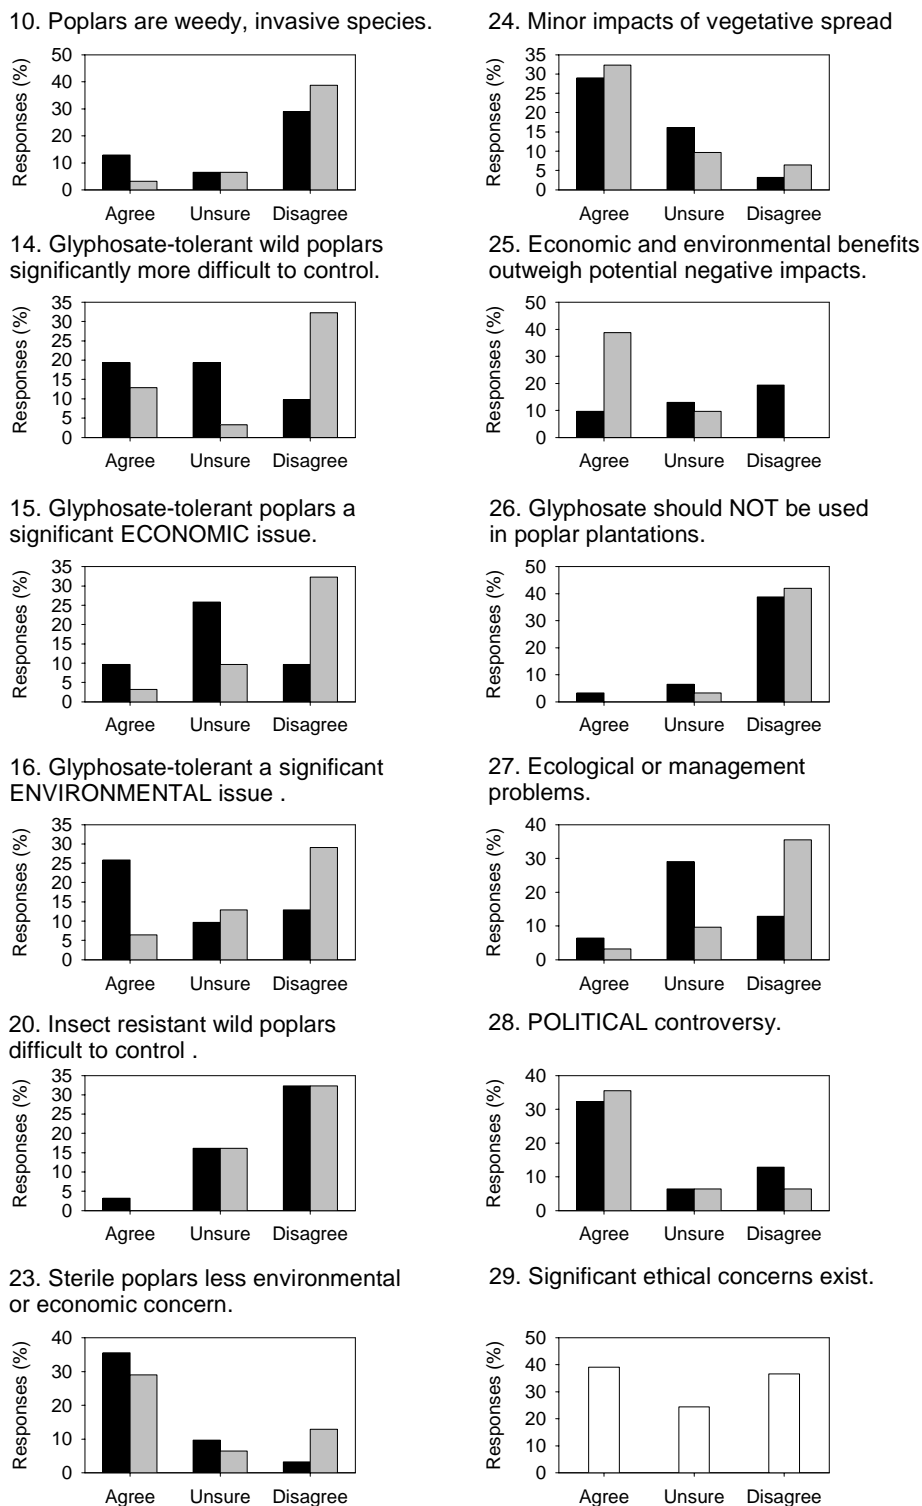 10. Poplars are weedy, invasive species.
Responses (%)
50
40
30
20
10
0
Agree Unsure Disagree
14. Glyphosate-tolerant wild poplars
significantly more difficult to control.
Responses (%)
35
30
25
20
15
10
5
0
Agree Unsure Disagree
15. Glyphosate-tolerant poplars a
significant ECONOMIC issue.
Responses (%)
35
30
25
20
15
10
5
0
Agree Unsure Disagree
16. Glyphosate-tolerant a significant
ENVIRONMENTAL issue .
Responses (%)
35
30
25
20
15
10
5
0
Agree Unsure Disagree
20. Insect resistant wild poplars
difficult to control .
Responses (%)
35
30
25
20
15
10
5
0
Agree Unsure Disagree
23. Sterile poplars less environmental
or economic concern.
Responses (%)
40
30
20
10
0
Agree Unsure Disagree
24. Minor impacts of vegetative spread
Responses (%)
35
30
25
20
15
10
5
0
Agree Unsure Disagree
25. Economic and environmental benefits
outweigh potential negative impacts.
Responses (%)
50
40
30
20
10
0
Agree Unsure Disagree
26. Glyphosate should NOT be used
in poplar plantations.
Responses (%)
50
40
30
20
10
0
Agree Unsure Disagree
27. Ecological or management
problems.
Responses (%)
40
30
20
10
0
Agree Unsure Disagree
28. POLITICAL controversy.
Responses (%)
40
30
20
10
0
Agree Unsure Disagree
29. Significant ethical concerns exist.
Responses (%)
50
40
30
20
10
0
Agree Unsure Disagree